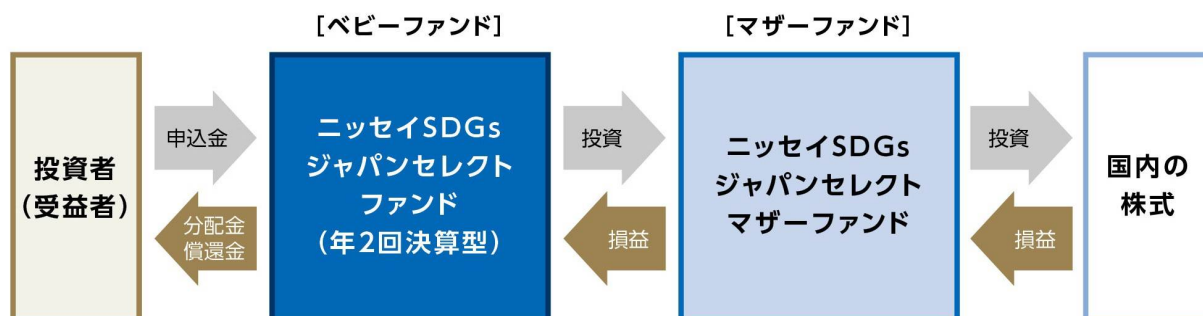 [ベビーファンド]
[マザーファンド]
投資者
(受益者)
申込金
分配金
償還金
ニッセイSDGs
ジャパンセレクト
ファンド
(年2回決算型)
投資
損益
ニッセイSDGs
ジャパンセレクト
マザーファンド
投資
損益
国内の
株式